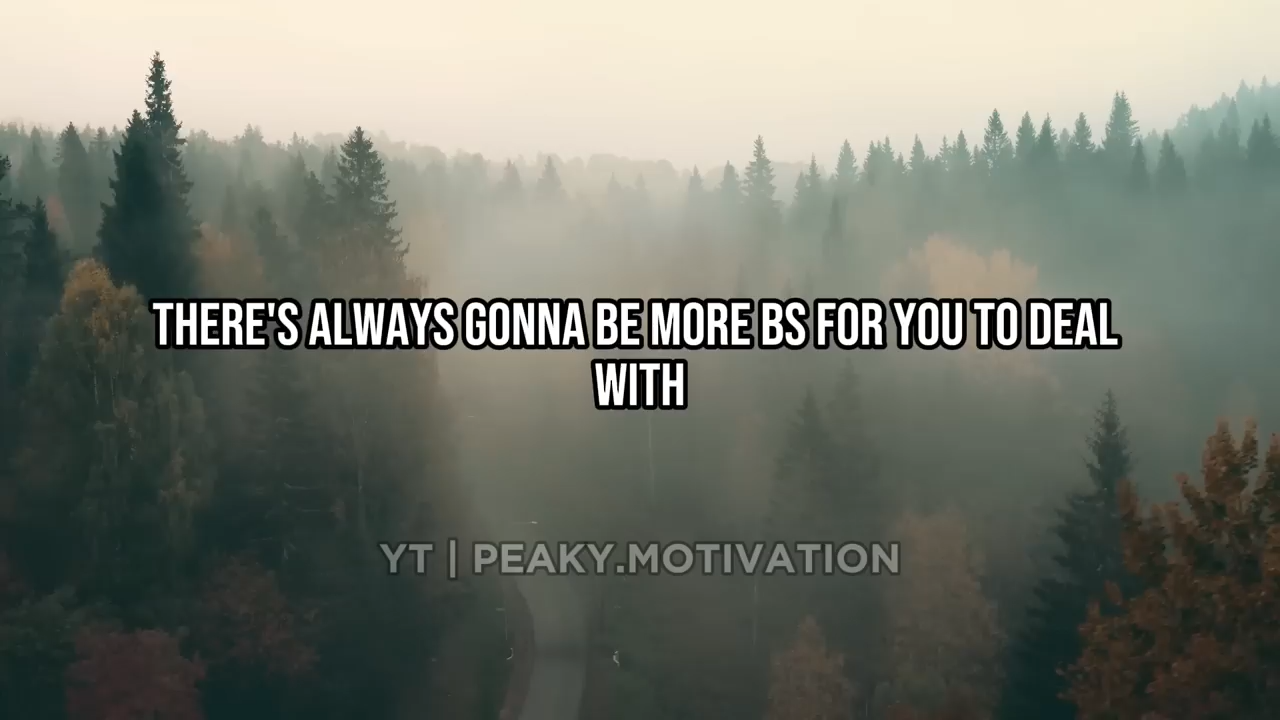 THERE'S ALWAYS GONNA BE MORE BS FOR YOU TO DEAL
WITH
YT | PEAKY.MOTIVATION